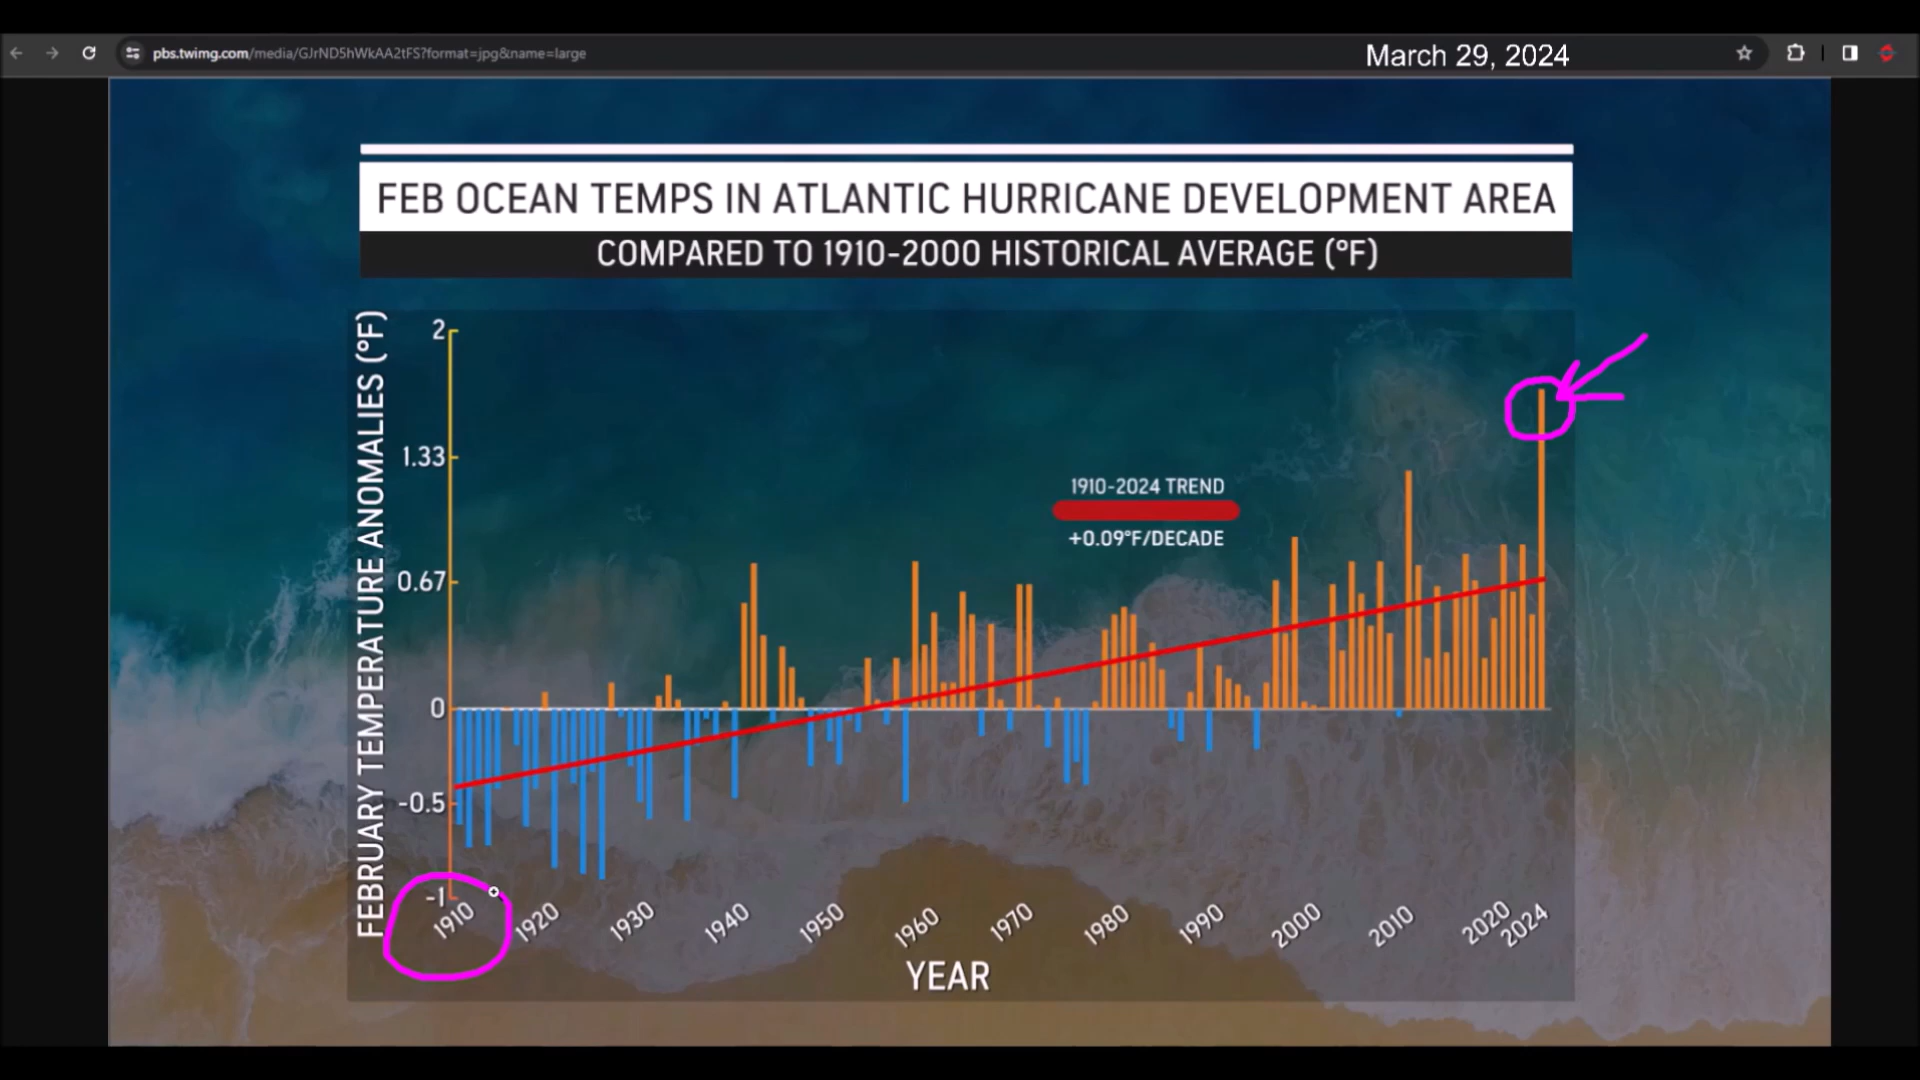 pbs.twimg.com/media/GJrND5hWkAA2tFS?format=jpg&name=large
March 29, 2024
FEB OCEAN TEMPS IN ATLANTIC HURRICANE DEVELOPMENT AREA
COMPARED TO 1910-2000 HISTORICAL AVERAGE (°F)
FEBRUARY TEMPERATURE ANOMALIES (°F)
2
1.33
0.67
0
-0.5
-1
1910-2024 TREND
+0.09°F/DECADE
1910 1920 1930 1940 1950 1960 1970 1980 1990 2000 2010 2020 2024
YEAR